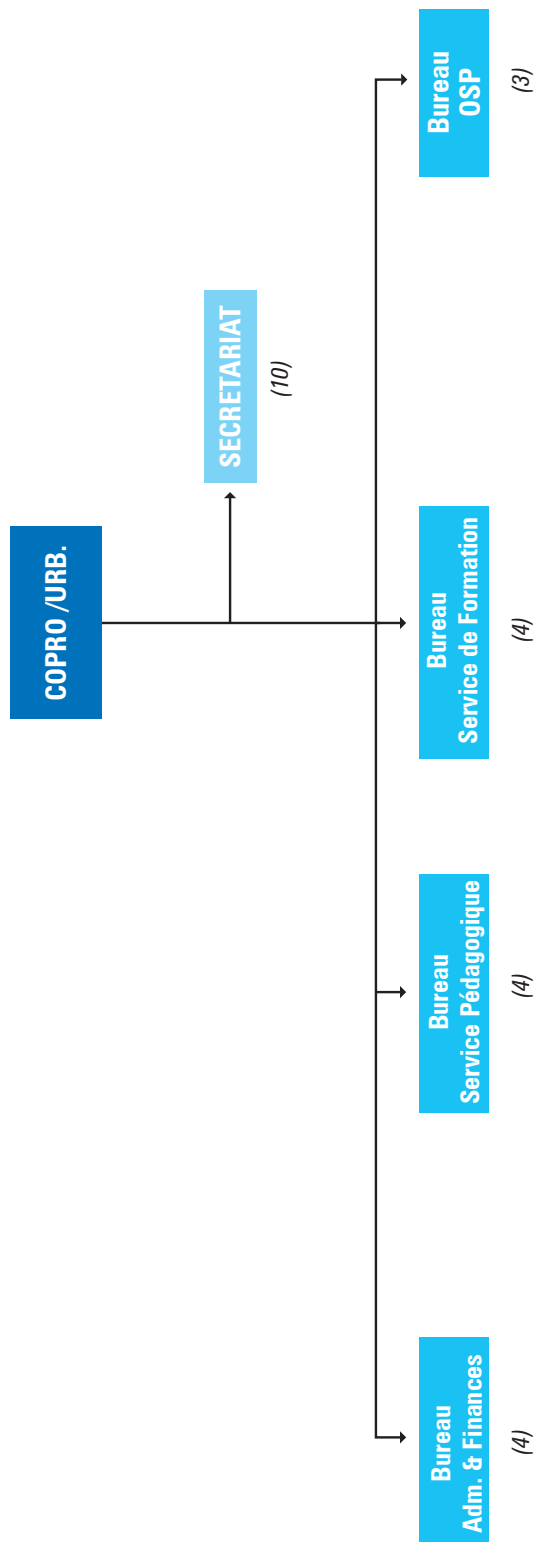 COPRO /URB.
SECRETARIAT
(10)
Bureau
Adm. & Finances
(4)
Bureau
Service Pédagogique
(4)
Bureau
Service de Formation
(4)
Bureau
OSP
(3)